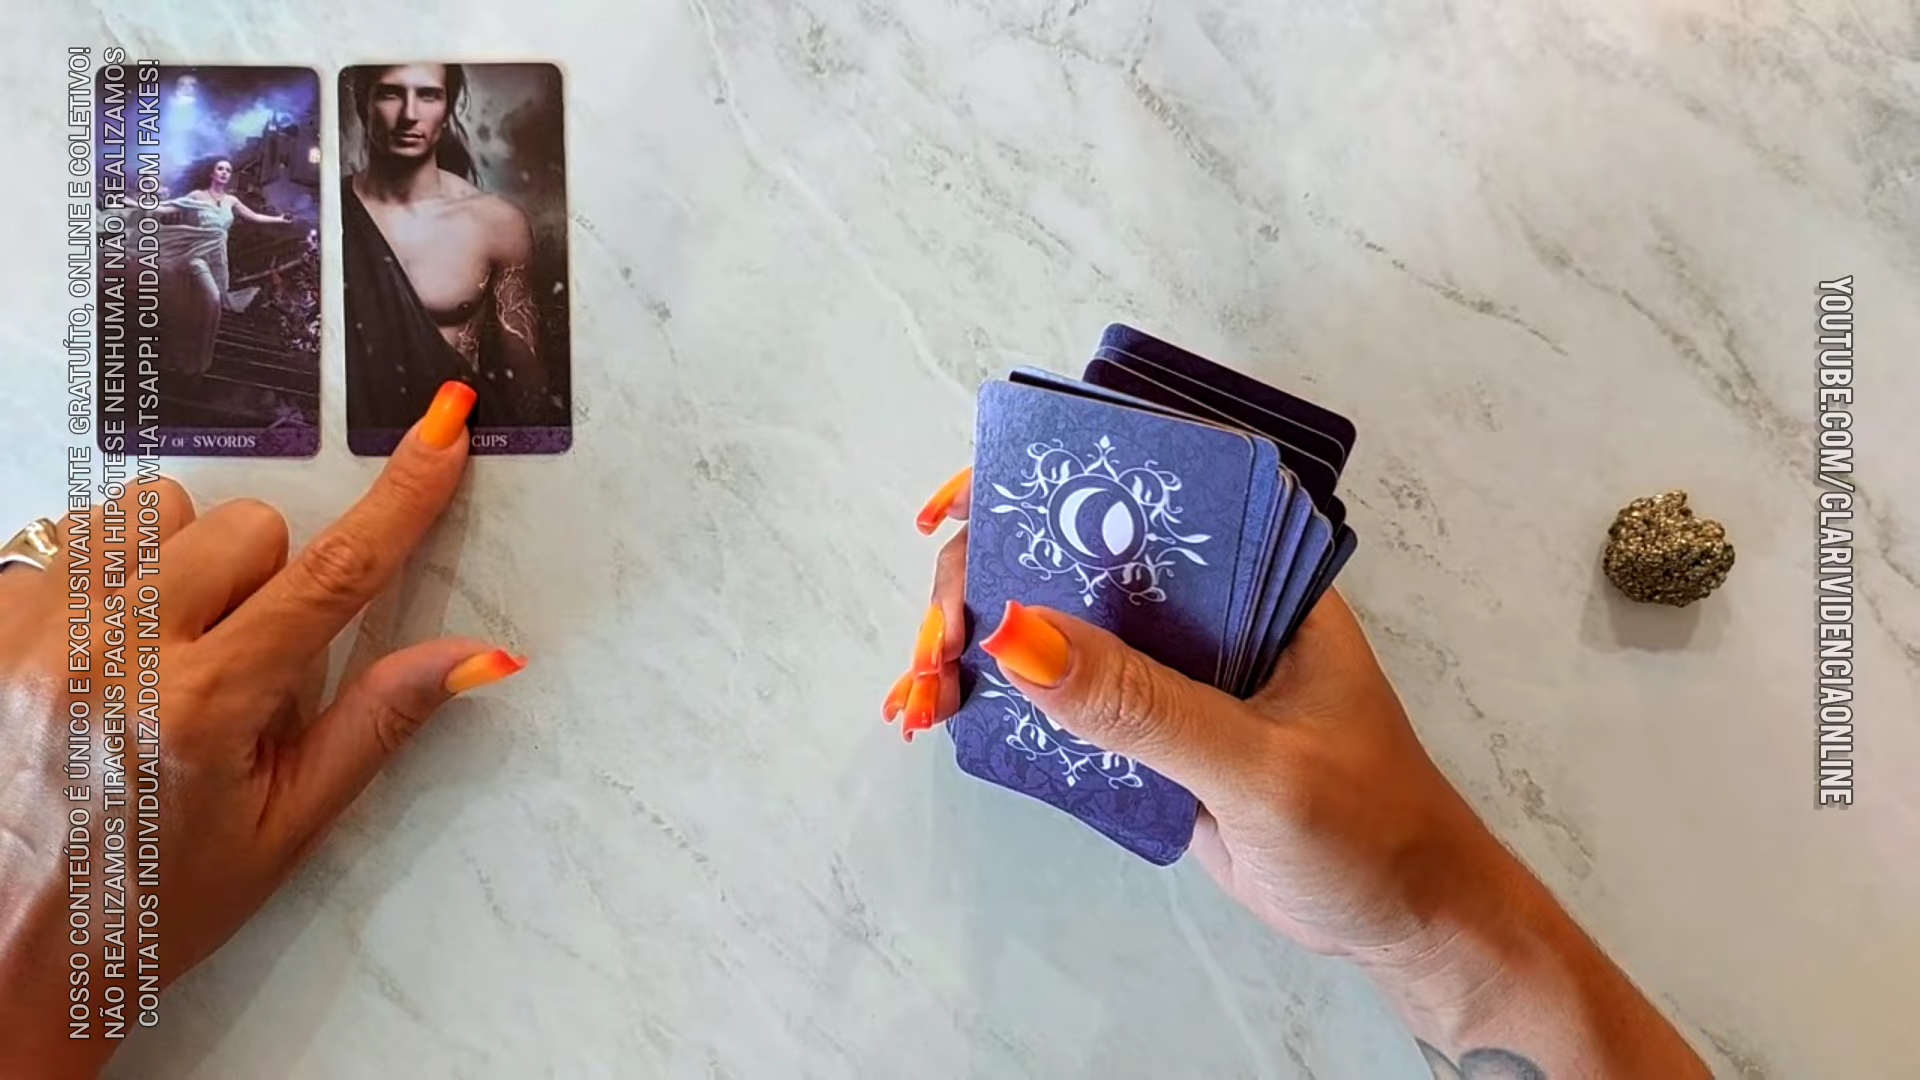 NOSSO CONTEÚDO É ÚNICO E EXCLUSIVAMENTE GRATUÍTO, ONLINE E COLETIVO!
NÃO REALIZAMOS TIRAGENS PAGAS EM HIPÓTESE NENHUMA! NÃO REALIZAMOS
CONTATOS INDIVIDUALIZADOS! NÃO TEMOS WHATSAPP! CUIDADO COM FAKES!
OF SWORDS
CUPS
YOUTUBE.COM/CLARIVIDENCIAONLINE